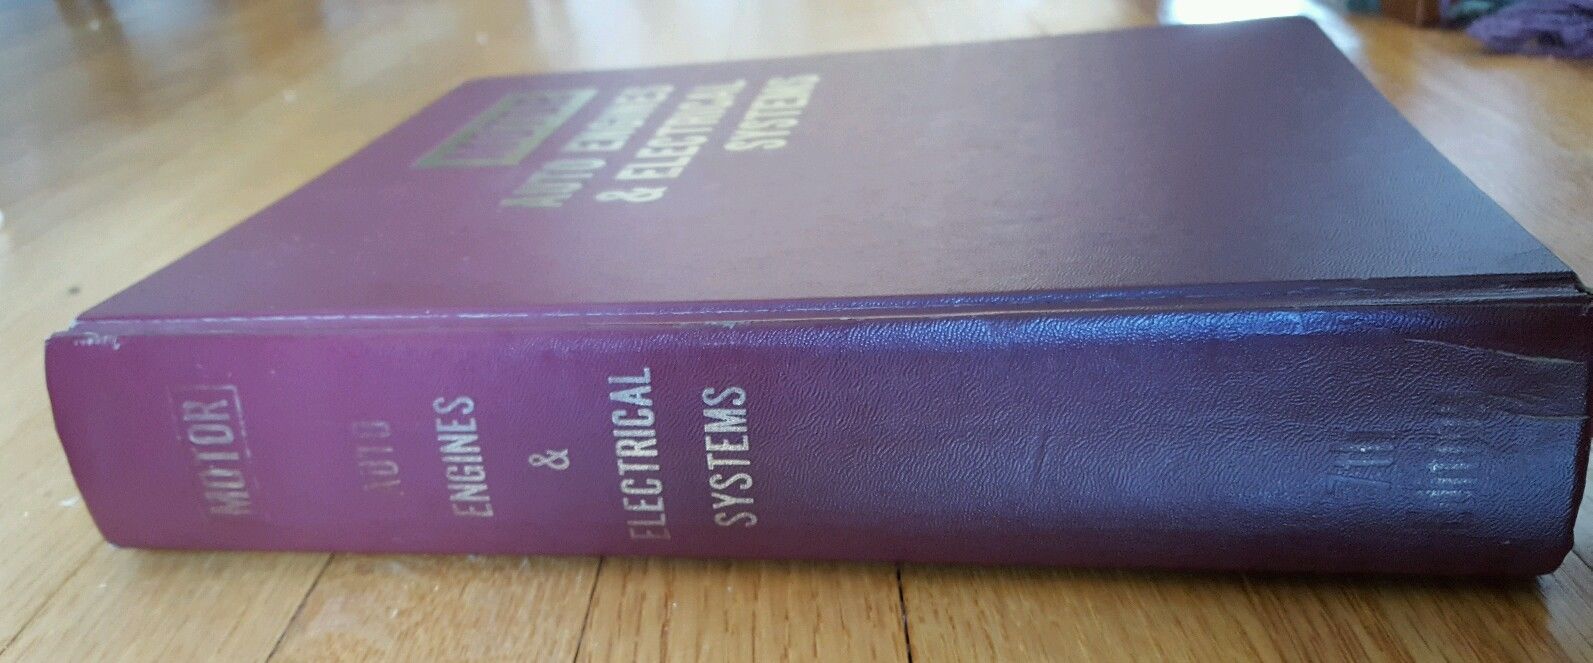 MOTOR
AUTO ENGINES
& ELECTRICAL
SYSTEMS
MOTOR
AUTO
ENGINES
&
ELECTRICAL
SYSTEMS